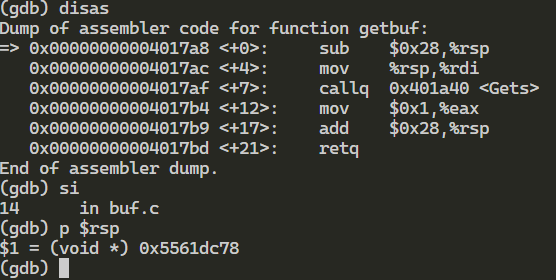 (gdb) disas
Dump of assembler code for function getbuf:
=> 0x00000000004017a8 <+0>:     sub    $0x28,%rsp
   0x00000000004017ac <+4>:     mov    %rsp,%rdi
   0x00000000004017af <+7>:     callq  0x401a40 <Gets>
   0x00000000004017b4 <+12>:    mov    $0x1,%eax
   0x00000000004017b9 <+17>:    add    $0x28,%rsp
   0x00000000004017bd <+21>:    retq
End of assembler dump.
(gdb) si
14      in buf.c
(gdb) p $rsp
$1 = (void *) 0x5561dc78
(gdb)